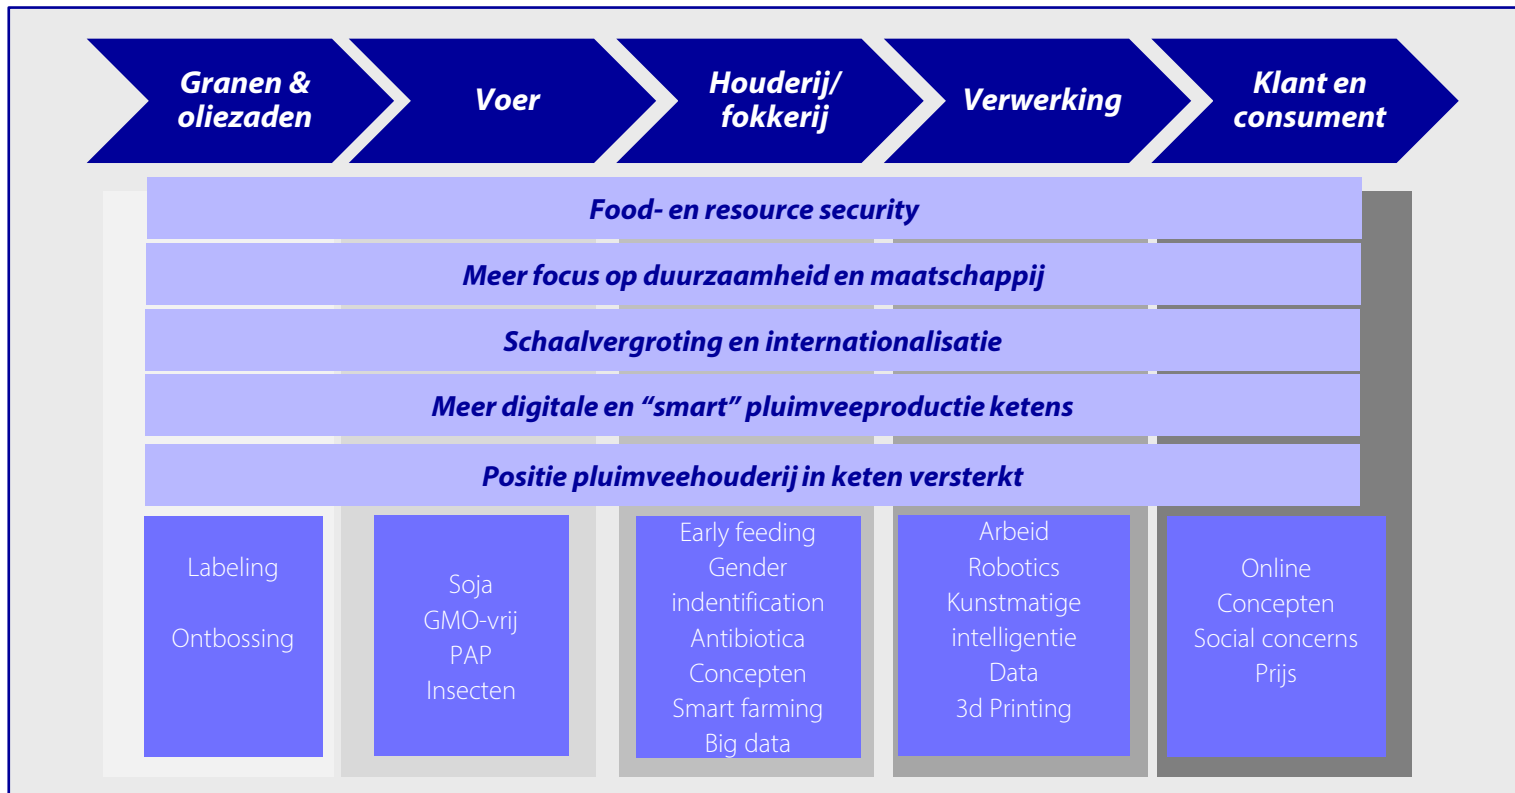 Granen &
oliezaden
Voer
Houderij/
fokkerij
Verwerking
Klant en
consument
Food- en resource security
Meer focus op duurzaamheid en maatschappij
Schaalvergroting en internationalisatie
Meer digitale en “smart” pluimveeproductie ketens
Positie pluimveehouderij in keten versterkt
Labeling
Ontbossing
Soja
GMO-vrij
PAP
Insecten
Early feeding
Gender
indentification
Antibiotica
Concepten
Smart farming
Big data
Arbeid
Robotics
Kunstmatige
intelligentie
Data
3d Printing
Online
Concepten
Social concerns
Prijs